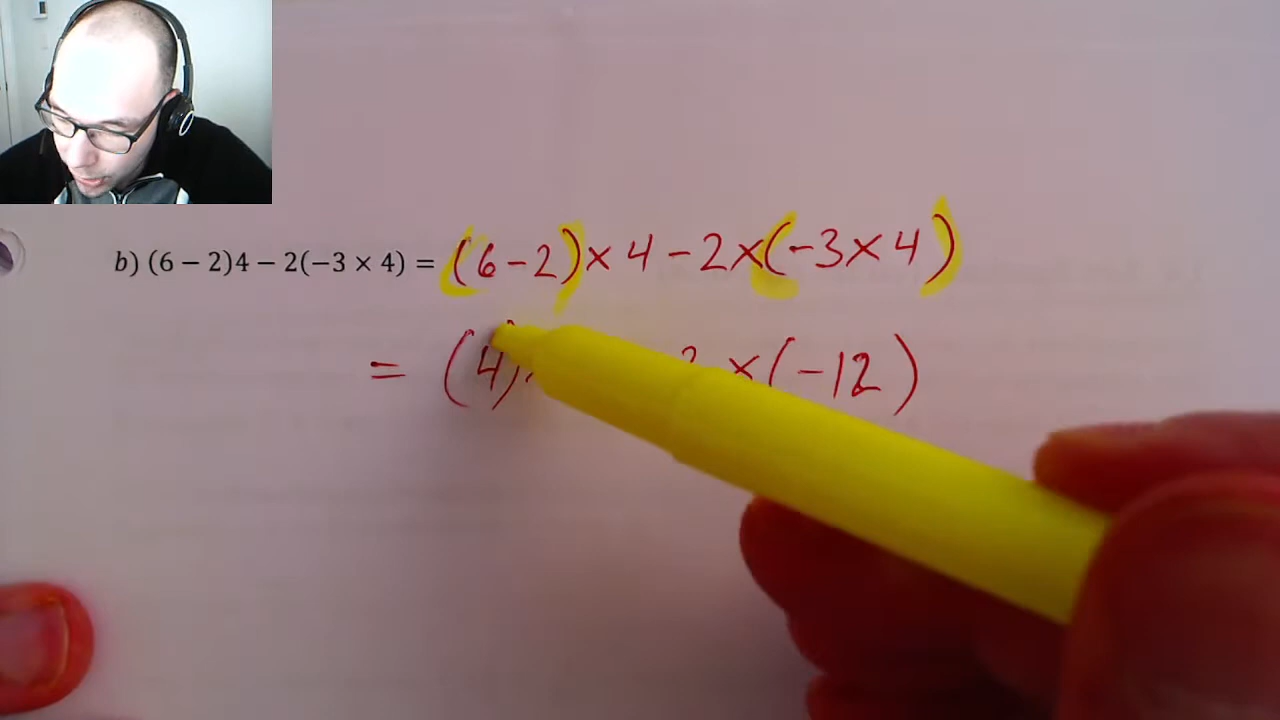 b) (6 − 2)4 − 2(−3 × 4) = (6 − 2) × 4 − 2 × (−3 × 4)
= (4) × (−12)